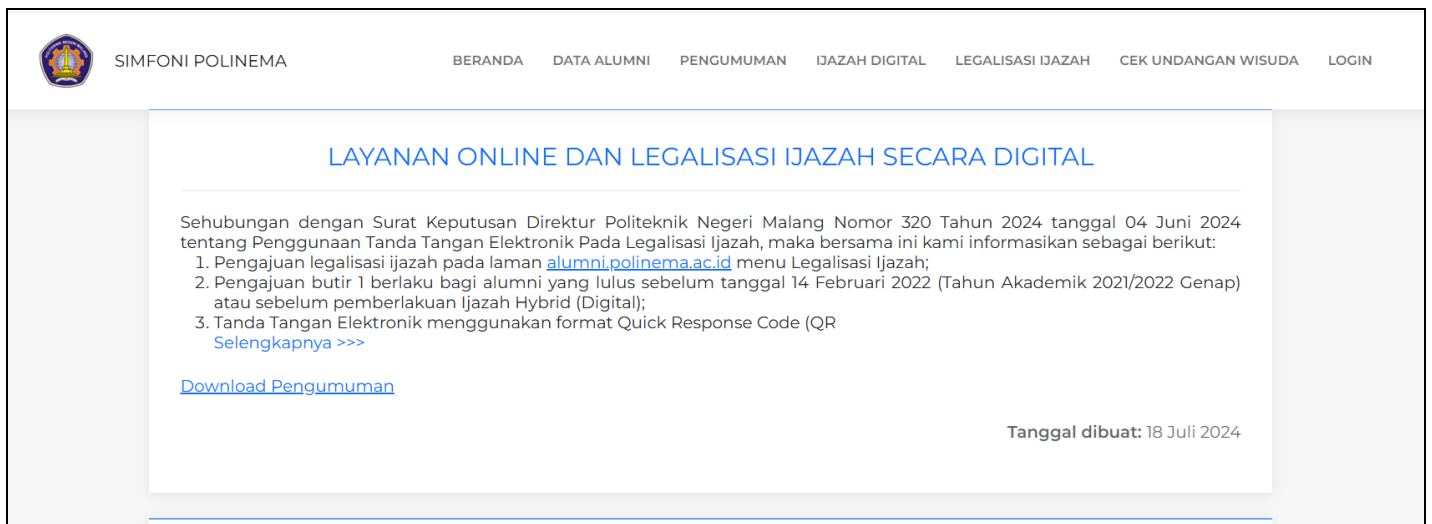 SIMFONI POLINEMA
BERANDA
DATA ALUMNI
PENGUMUMAN
IJAZAH DIGITAL
LEGALISASI IJAZAH
CEK UNDANGAN WISUDA
LOGIN
LAYANAN ONLINE DAN LEGALISASI IJAZAH SECARA DIGITAL
Sehubungan dengan Surat Keputusan Direktur Politeknik Negeri Malang Nomor 320 Tahun 2024 tanggal 04 Juni 2024
tentang Penggunaan Tanda Tangan Elektronik Pada Legalisasi Ijazah, maka bersama ini kami informasikan sebagai berikut:
1. Pengajuan legalisasi ijazah pada laman alumni.polinema.ac.id menu Legalisasi Ijazah;
2. Pengajuan butir 1 berlaku bagi alumni yang lulus sebelum tanggal 14 Februari 2022 (Tahun Akademik 2021/2022 Genap)
atau sebelum pemberlakuan Ijazah Hybrid (Digital);
3. Tanda Tangan Elektronik menggunakan format Quick Response Code (QR
Selengkapnya >>>
Download Pengumuman
Tanggal dibuat: 18 Juli 2024